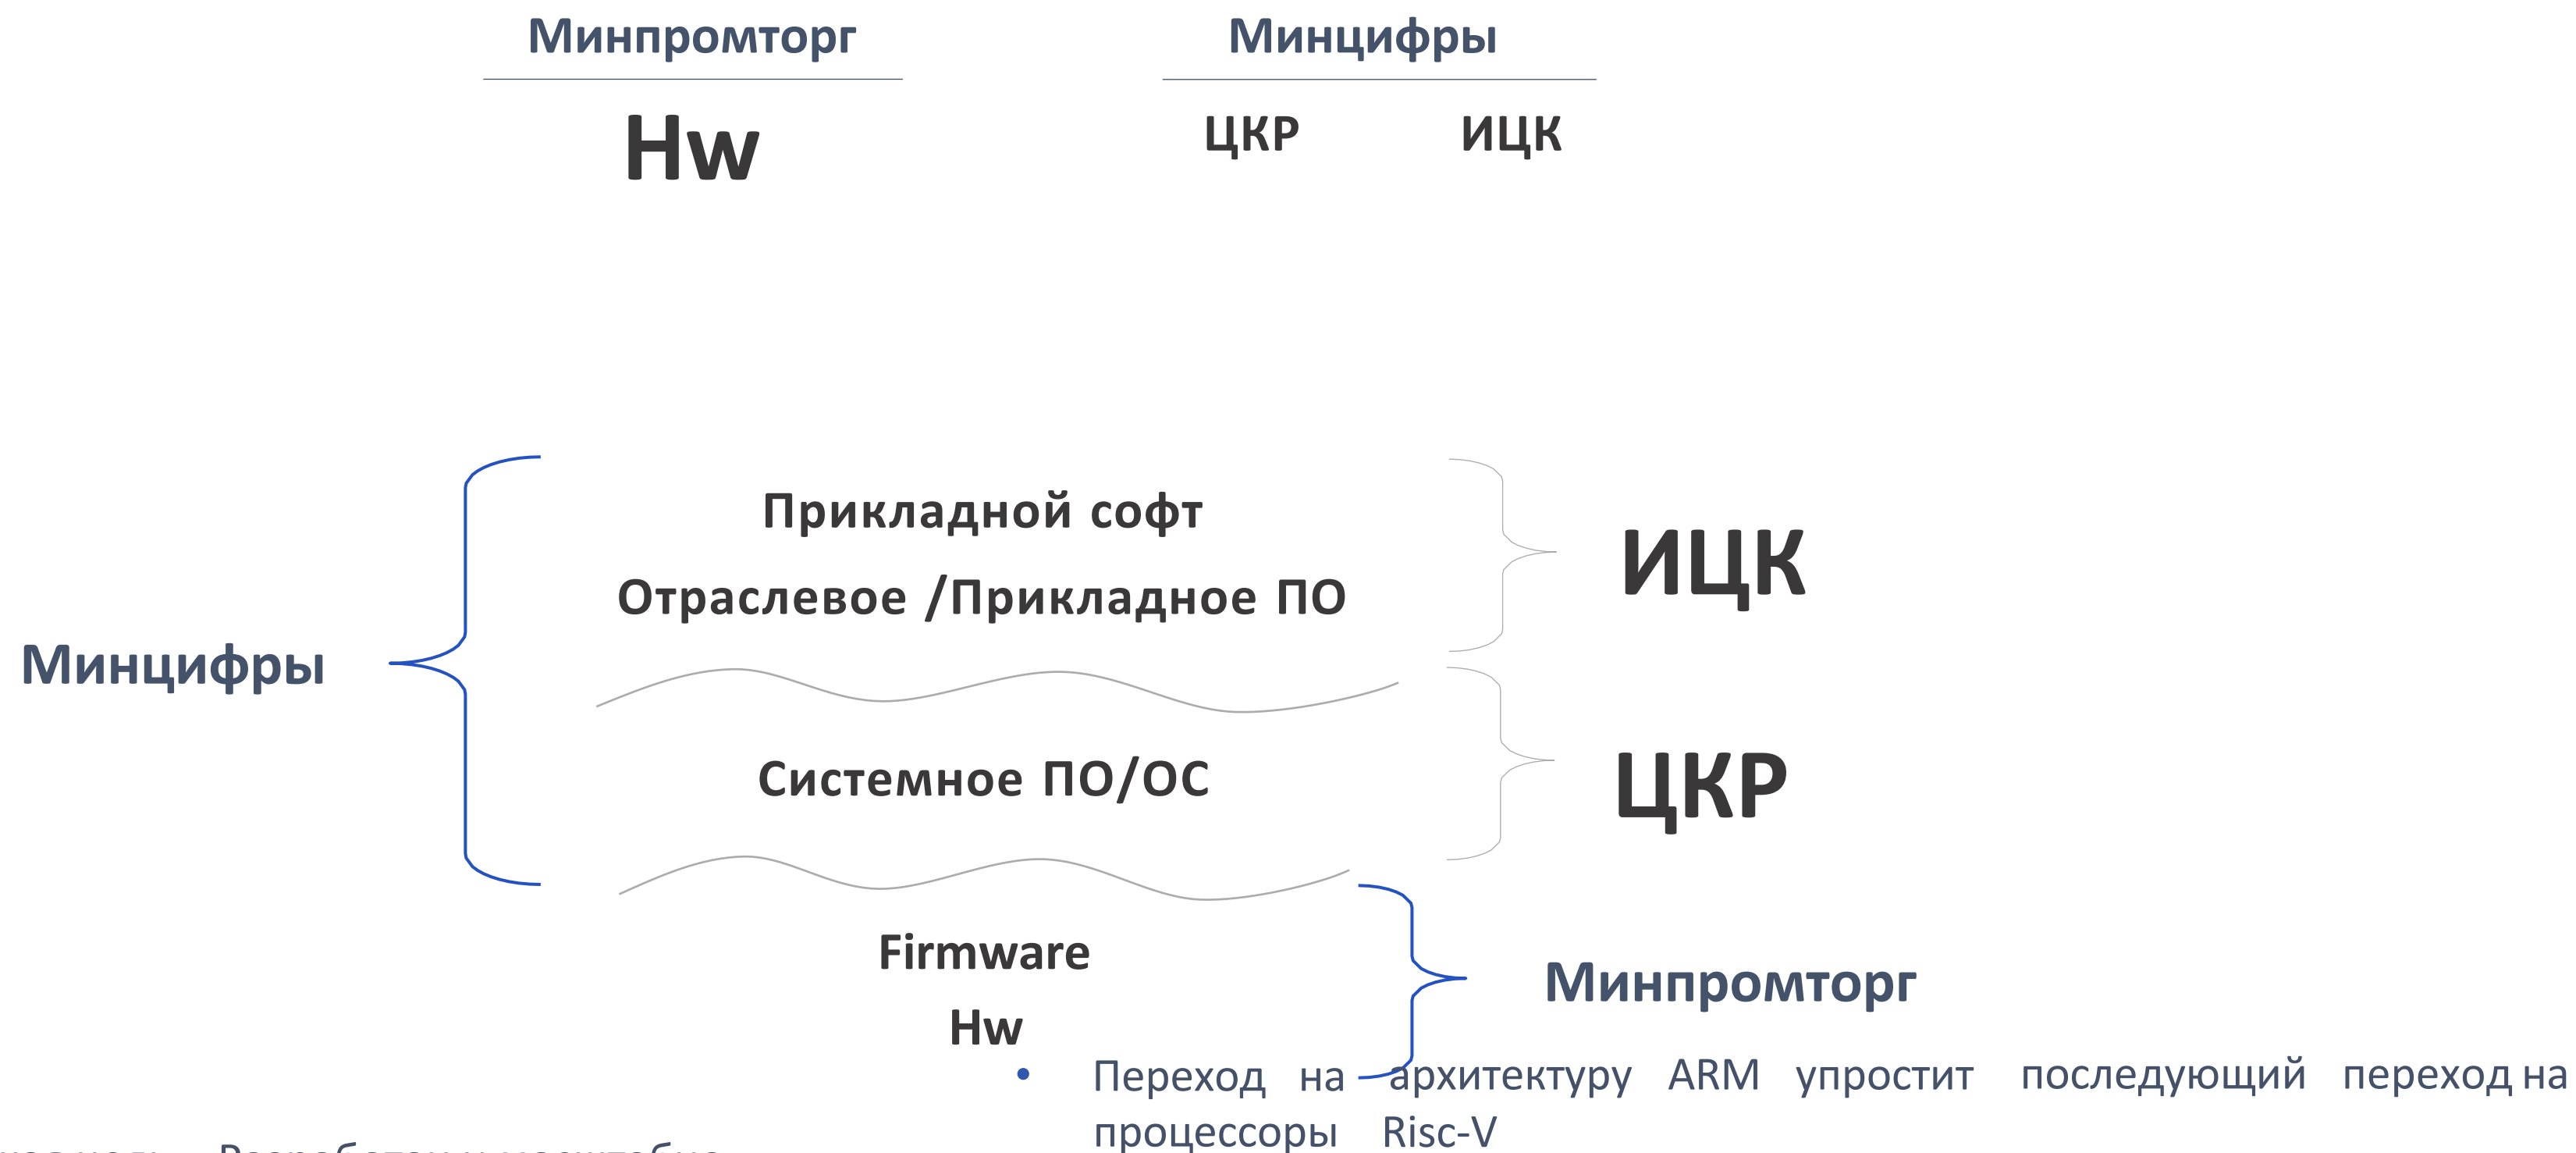 Минпромторг
Минцифры
Hw
ЦКР
ИЦК
Прикладной софт
Отраслевое /Прикладное ПО
ИЦК
Минцифры
Системное ПО/ОС
ЦКР
Firmware
Минпромторг
Hw
• Переход на архитектуру ARM упростит последующий переход на
процессоры Risc-V